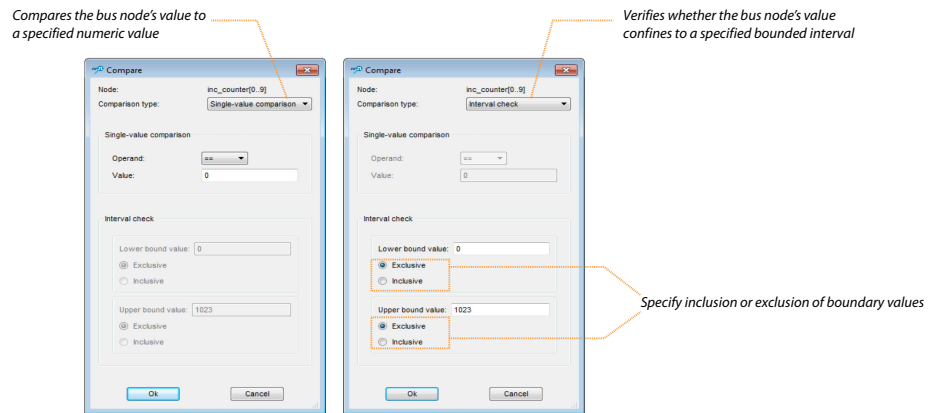 Compares the bus node's value to
a specified numeric value
Verifies whether the bus node's value
confines to a specified bounded interval
Compare
Node: inc_counter[0..9]
Comparison type: Single-value comparison
Single-value comparison
Operand: ==
Value: 0
Interval check
Lower bound value: 0
Exclusive
Inclusive
Upper bound value: 1023
Exclusive
Inclusive
Ok Cancel
Compare
Node: inc_counter[0..9]
Comparison type: Interval check
Single-value comparison
Operand: ==
Value: 0
Interval check
Lower bound value: 0
Exclusive
Inclusive
Upper bound value: 1023
Exclusive
Inclusive
Ok Cancel
Specify inclusion or exclusion of boundary values